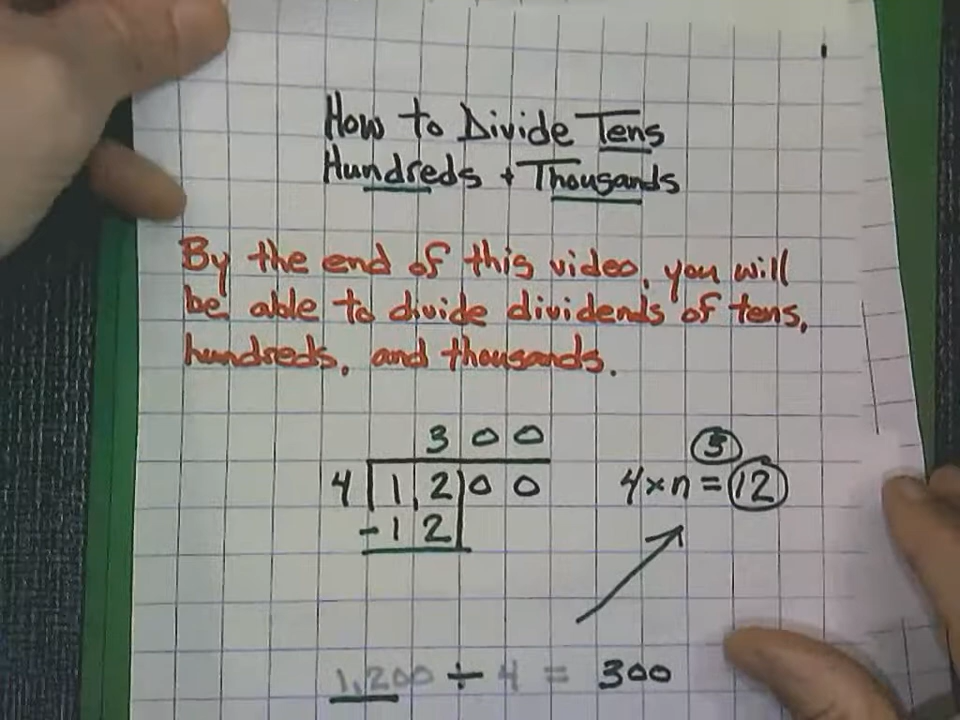 How to Divide Tens
Hundreds + Thousands
By the end of this video, you will
be able to divide dividends of tens,
hundreds, and thousands.
3 0 0
4 1,2 0 0
- 1 2
3
4 x n = 12
1,200 ÷ 4 = 300